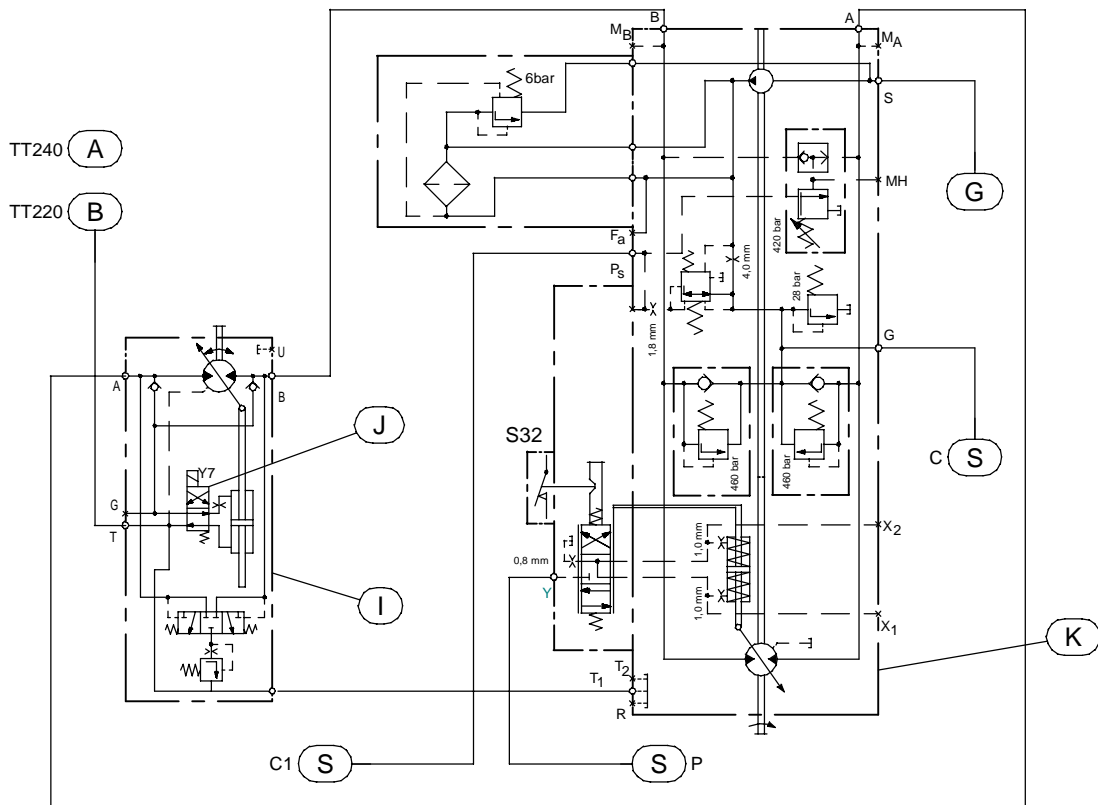 B
A
M_B
M_A
6bar
S
TT240 A
MH
G
TT220 B
420 bar
F_a
4,0 mm
P_s
28 bar
1,8 mm
G
U
A
B
J
S32
C S
Y7
460 bar
460 bar
G
X_2
T
1,0 mm
0,8 mm
Y
1,0 mm
I
X_1
K
T_2
T_1
R
C1 S
S P